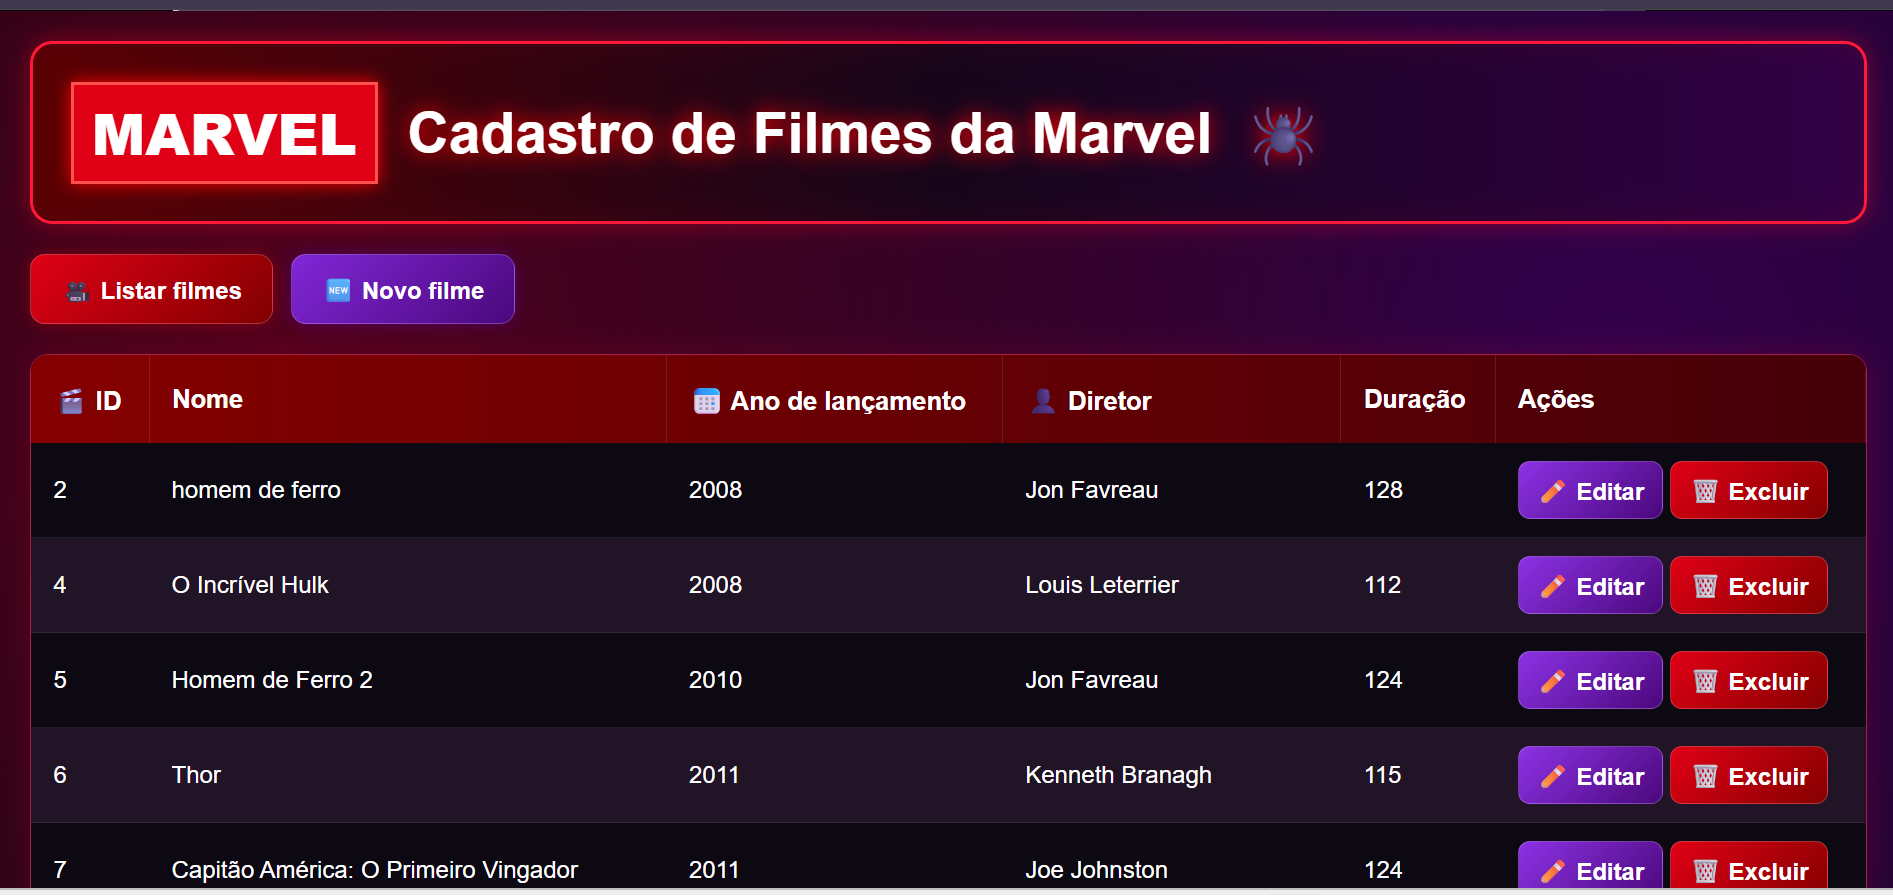 MARVEL Cadastro de Filmes da Marvel
Listar filmes NEW Novo filme
ID Nome Ano de lançamento Diretor Duração Ações
2 homem de ferro 2008 Jon Favreau 128 Editar Excluir
4 O Incrível Hulk 2008 Louis Leterrier 112 Editar Excluir
5 Homem de Ferro 2 2010 Jon Favreau 124 Editar Excluir
6 Thor 2011 Kenneth Branagh 115 Editar Excluir
7 Capitão América: O Primeiro Vingador 2011 Joe Johnston 124 Editar Excluir